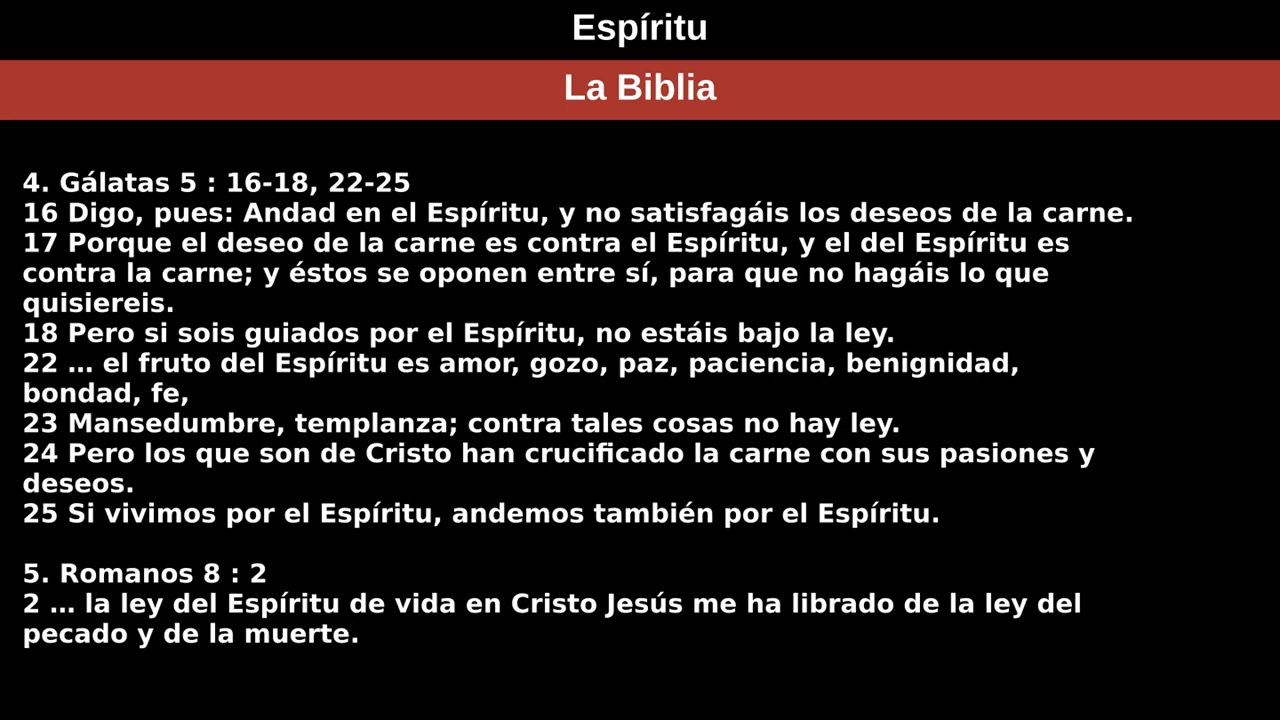 Espíritu
La Biblia
4. Gálatas 5 : 16-18, 22-25
16 Digo, pues: Andad en el Espíritu, y no satisfagáis los deseos de la carne.
17 Porque el deseo de la carne es contra el Espíritu, y el del Espíritu es
contra la carne; y éstos se oponen entre sí, para que no hagáis lo que
quisiereis.
18 Pero si sois guiados por el Espíritu, no estáis bajo la ley.
22 … el fruto del Espíritu es amor, gozo, paz, paciencia, benignidad,
bondad, fe,
23 Mansedumbre, templanza; contra tales cosas no hay ley.
24 Pero los que son de Cristo han crucificado la carne con sus pasiones y
deseos.
25 Si vivimos por el Espíritu, andemos también por el Espíritu.
5. Romanos 8 : 2
2 … la ley del Espíritu de vida en Cristo Jesús me ha librado de la ley del
pecado y de la muerte.